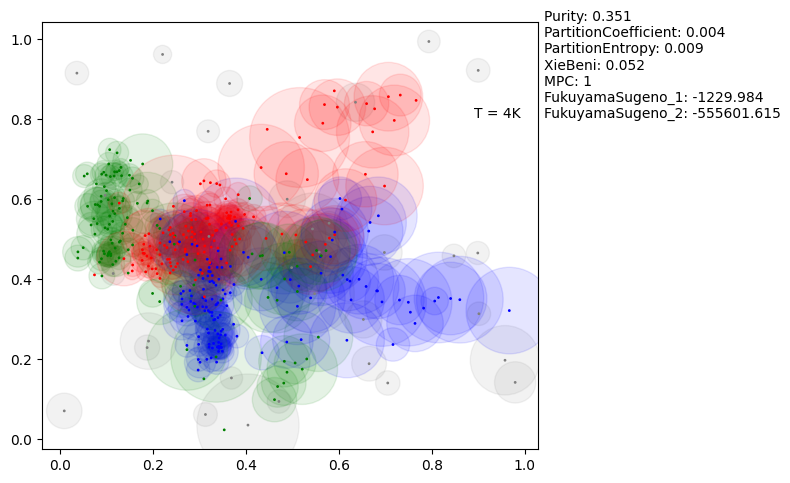 Purity: 0.351
PartitionCoefficient: 0.004
PartitionEntropy: 0.009
XieBeni: 0.052
MPC: 1
FukuyamaSugeno_1: -1229.984
FukuyamaSugeno_2: -555601.615
T = 4K
1.0
0.8
0.6
0.4
0.2
0.0
0.0 0.2 0.4 0.6 0.8 1.0